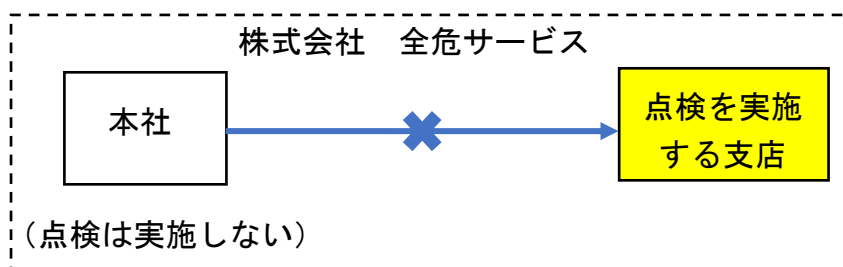 株式会社　全危サービス
本社
点検を実施
する支店
（点検は実施しない）